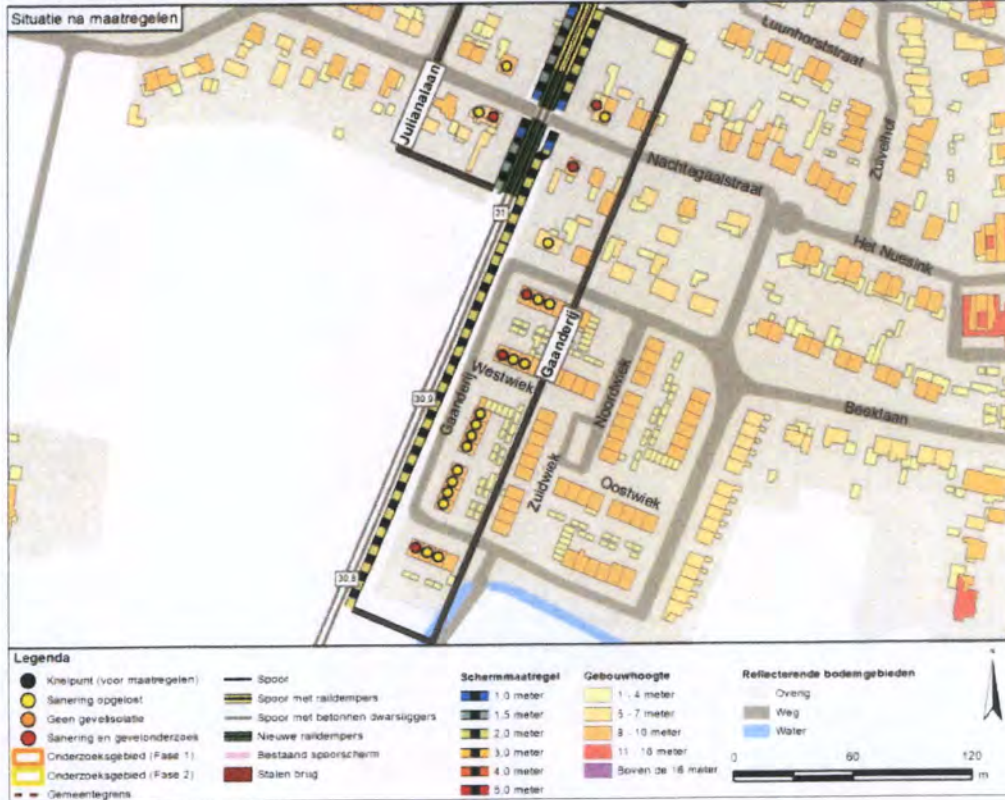 Situatie na maatregelen
Luunhorststraat
Julianalaan
Zuivelhof
Nachtegaalstraat
Het Nuesink
31
Gaanderij
Westwiek
Gaanderij
Noordwiek
30,9
Beeklaan
Zuidwiek
Oostwiek
30,8
Legenda
Knelpunt (voor maatregelen)
Sanering opgelost
Geen gevelisolatie
Sanering en gevelonderzoek
Onderzoeksgebied (Fase 1)
Onderzoeksgebied (Fase 2)
Gemeentegrens
Spoor
Spoor met raildempers
Spoor met betonnen dwarsliggers
Nieuwe raildempers
Bestaand spoorscherm
Stalen brug
Schermmaatregel
1.0 meter
1.5 meter
2.0 meter
3.0 meter
4.0 meter
5.0 meter
Gebouwhoogte
1 - 4 meter
5 - 7 meter
8 - 10 meter
11 - 16 meter
Boven de 16 meter
Reflecterende bodemgebieden
Overig
Weg
Water
0 60 120
m